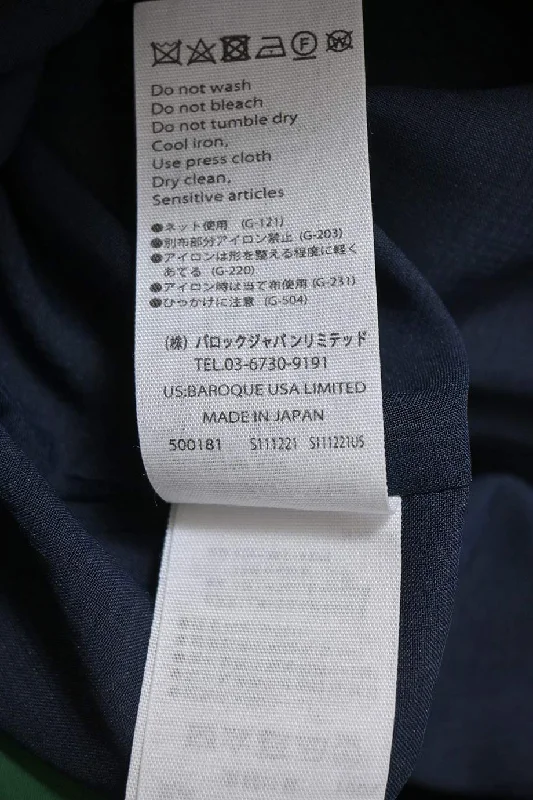 Do not wash
Do not bleach
Do not tumble dry
Cool iron,
Use press cloth
Dry clean,
Sensitive articles
●ネット使用 (G-121)
●別布部分アイロン禁止 (G-203)
●アイロンは形を整える程度に軽く
あてる (G-220)
●アイロン時は当て布使用 (G-231)
●ひっかけに注意 (G-504)
(株) バロックジャパンリミテッド
TEL.03-6730-9191
US:BAROQUE USA LIMITED
MADE IN JAPAN
500181 S111221 S111221US